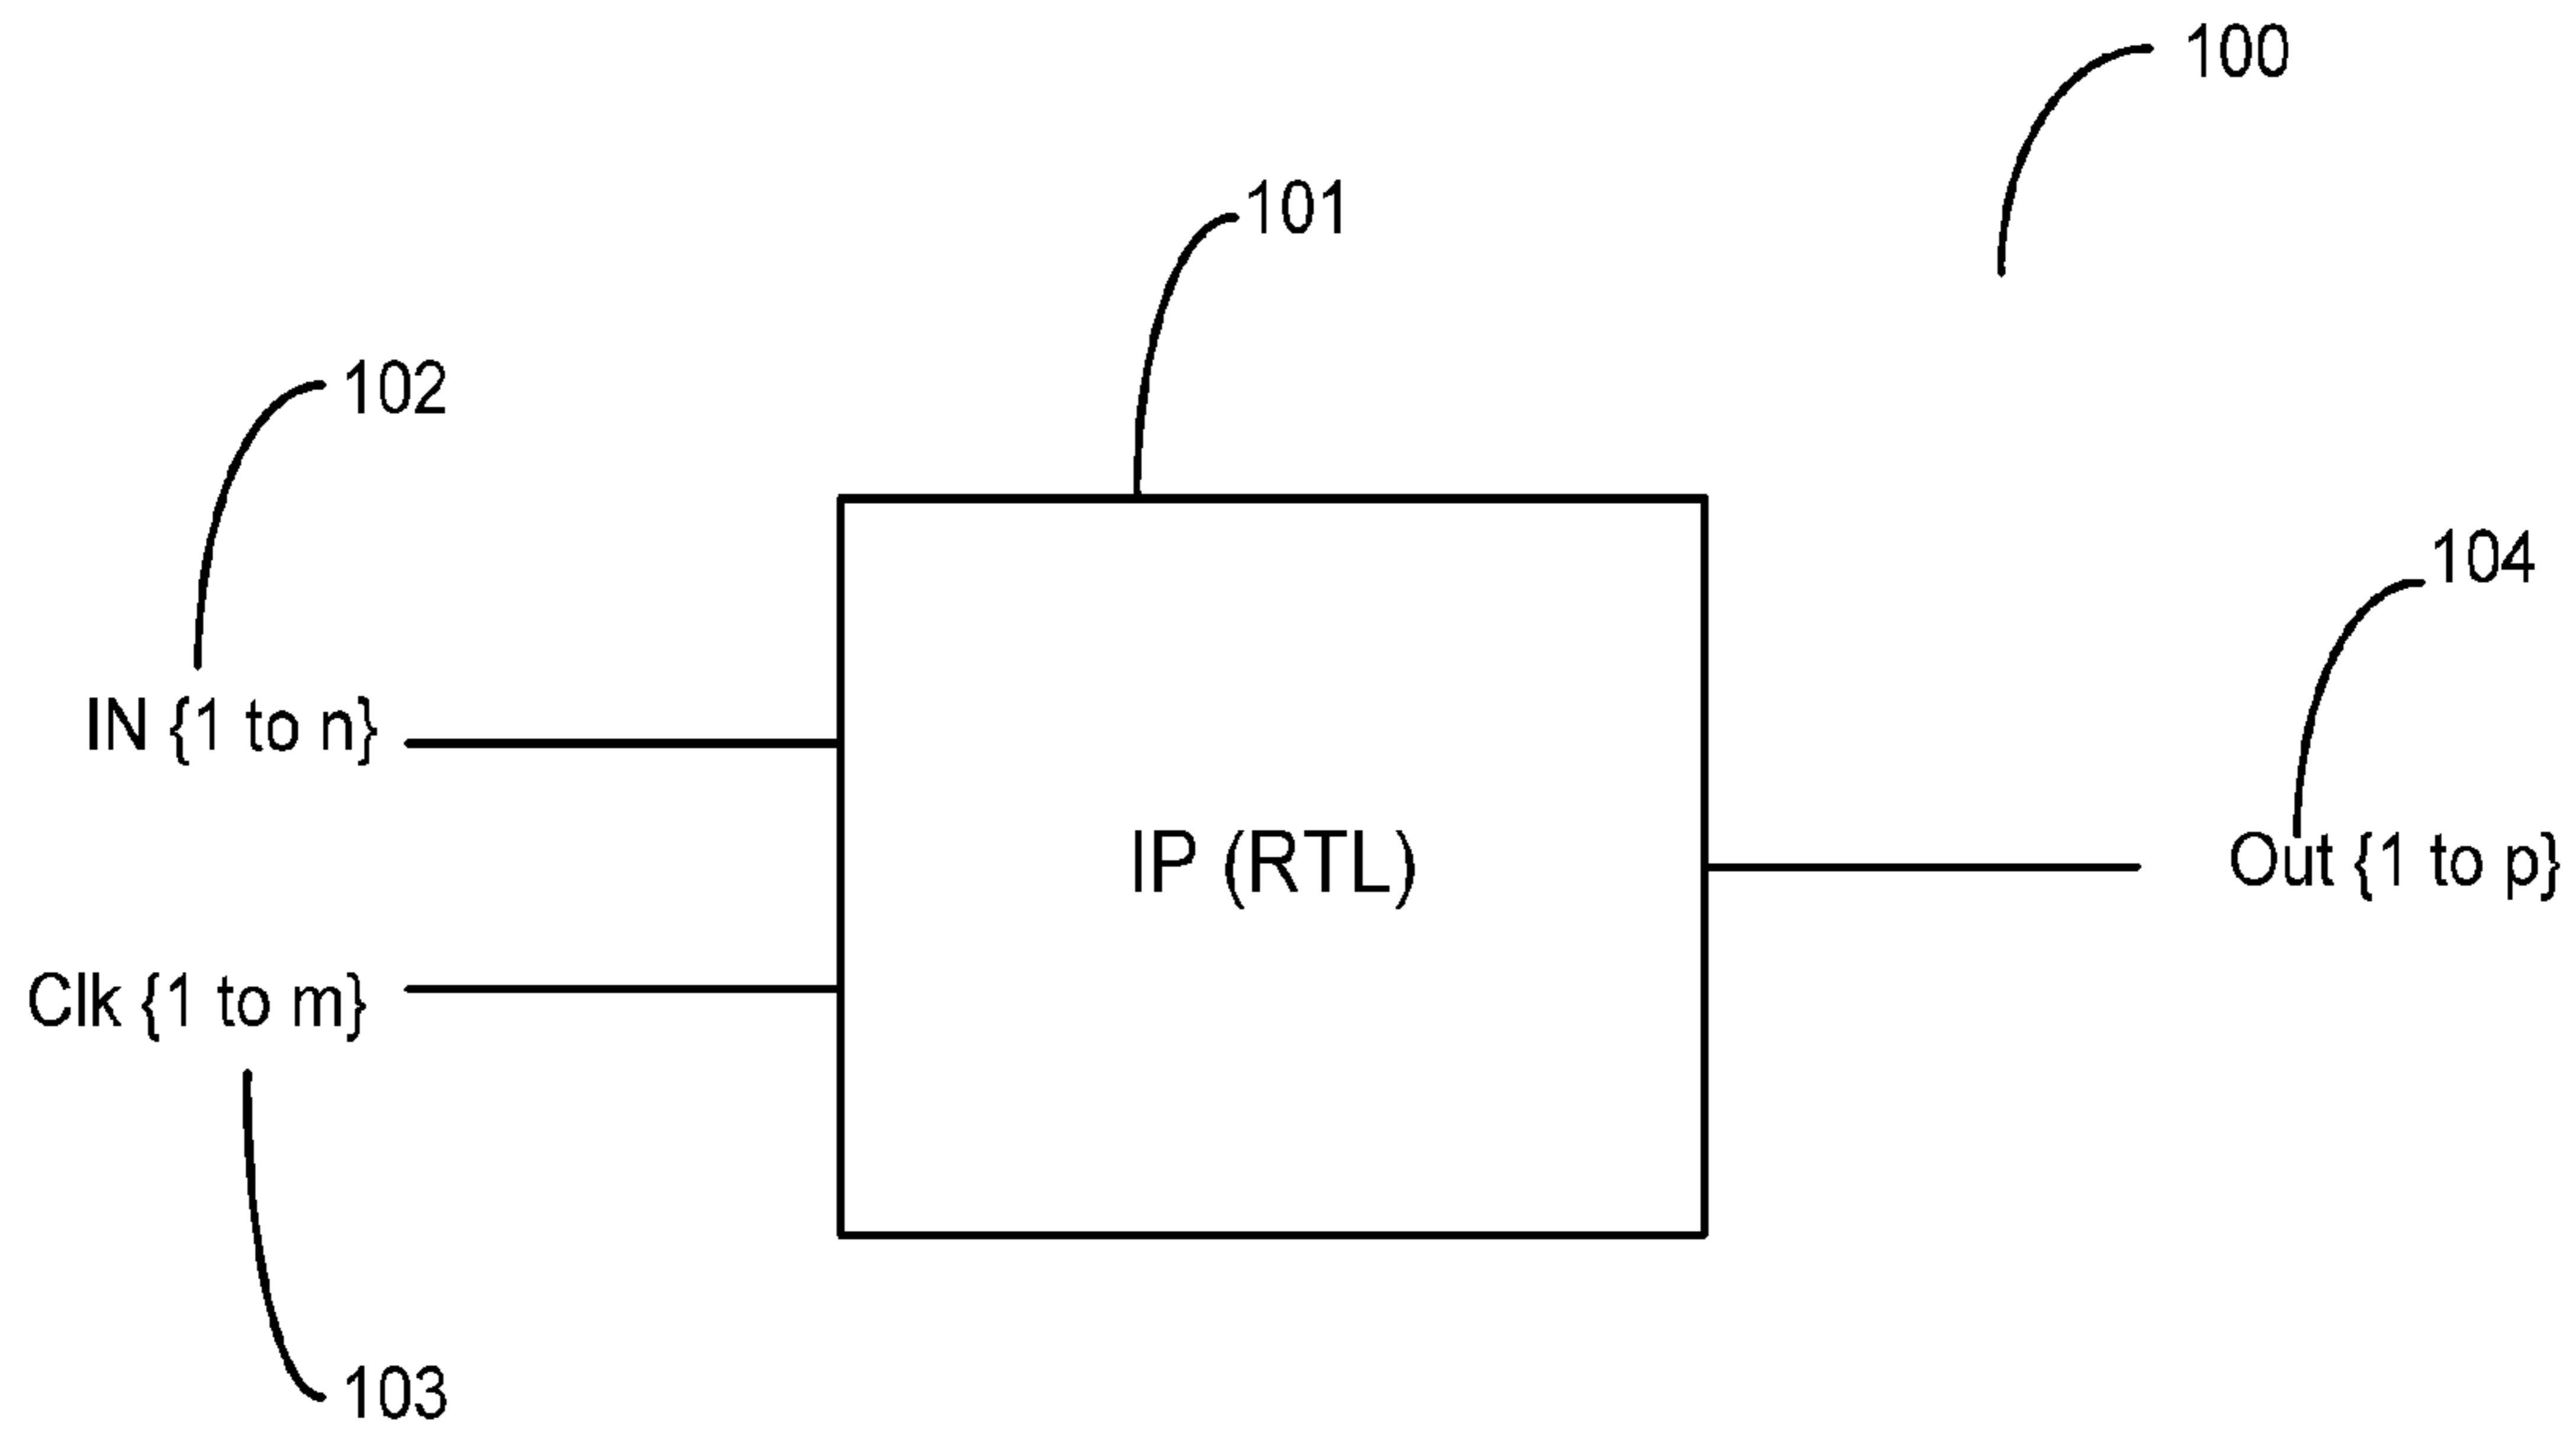 100
101
102
104
IN {1 to n}
IP (RTL)
Out {1 to p}
Clk {1 to m}
103